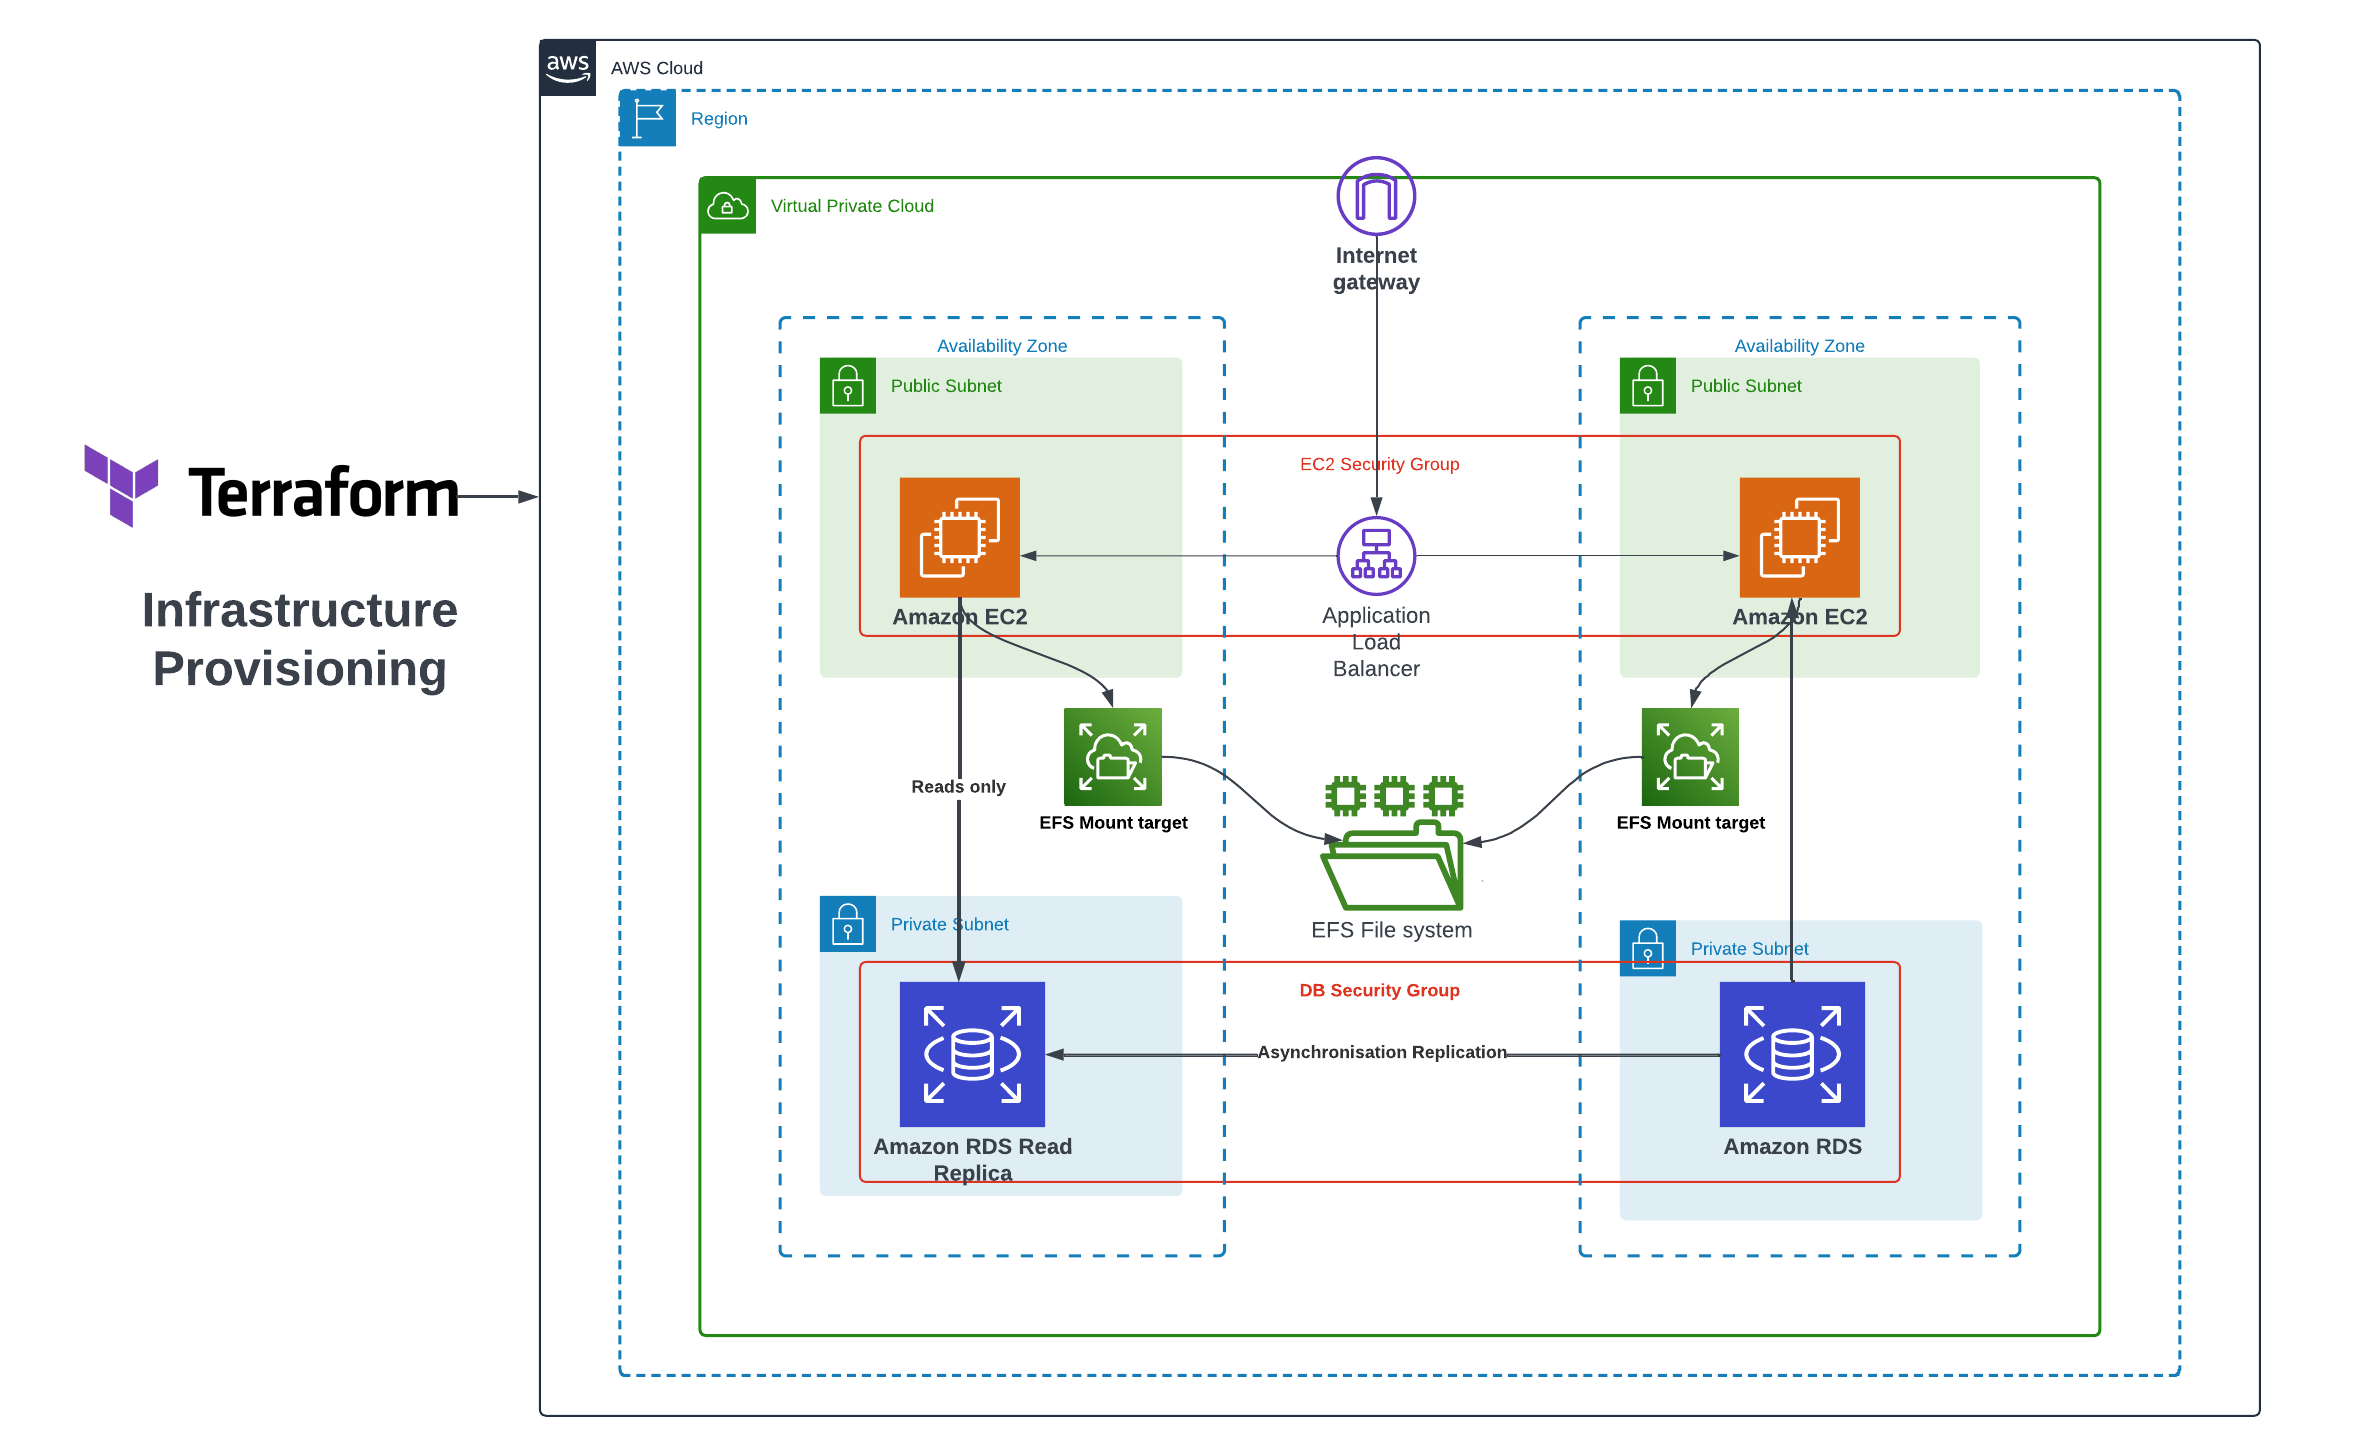 aws
AWS Cloud
Region
Virtual Private Cloud
Internet
gateway
Availability Zone
Availability Zone
Public Subnet
Public Subnet
EC2 Security Group
Terraform
Infrastructure
Provisioning
Amazon EC2
Application
Load
Balancer
Amazon EC2
Reads only
EFS Mount target
EFS Mount target
EFS File system
Private Subnet
Private Subnet
DB Security Group
Asynchronisation Replication
Amazon RDS Read
Replica
Amazon RDS